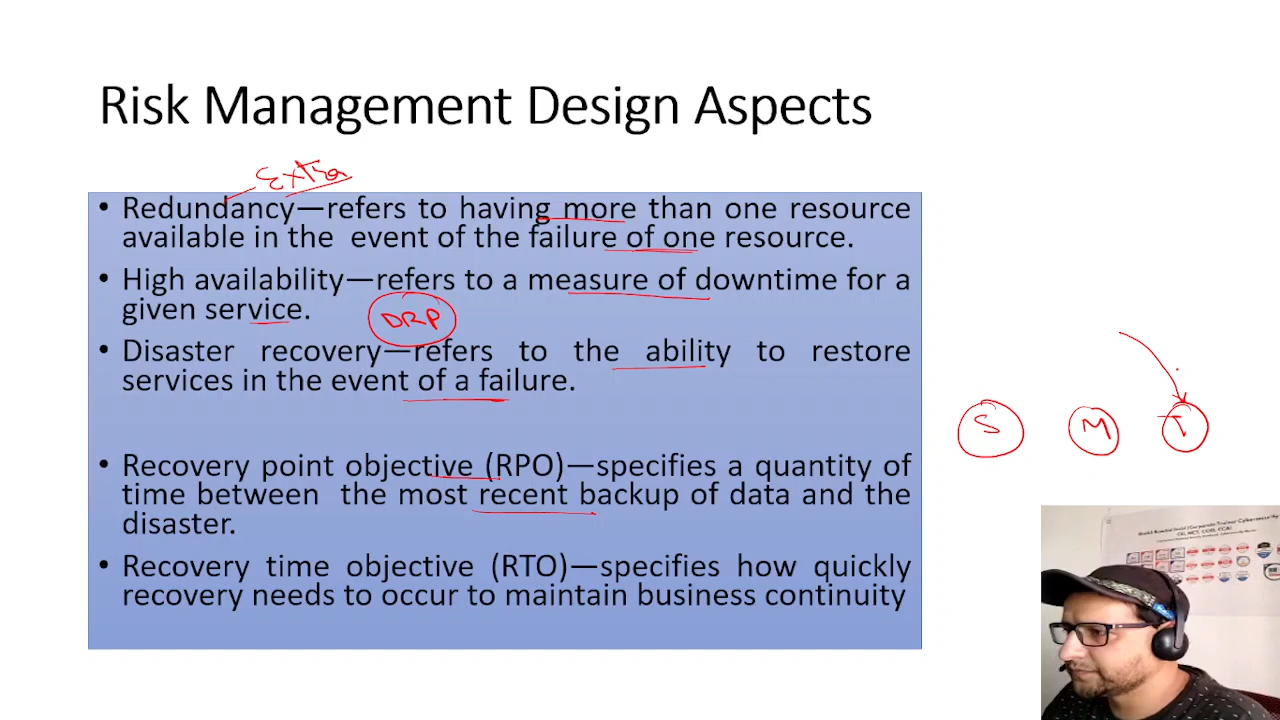 Risk Management Design Aspects
Extra
• Redundancy—refers to having more than one resource
available in the event of the failure of one resource.
• High availability—refers to a measure of downtime for a
given service.
DRP
• Disaster recovery—refers to the ability to restore
services in the event of a failure.
S M T
• Recovery point objective (RPO)—specifies a quantity of
time between the most recent backup of data and the
disaster.
• Recovery time objective (RTO)—specifies how quickly
recovery needs to occur to maintain business continuity